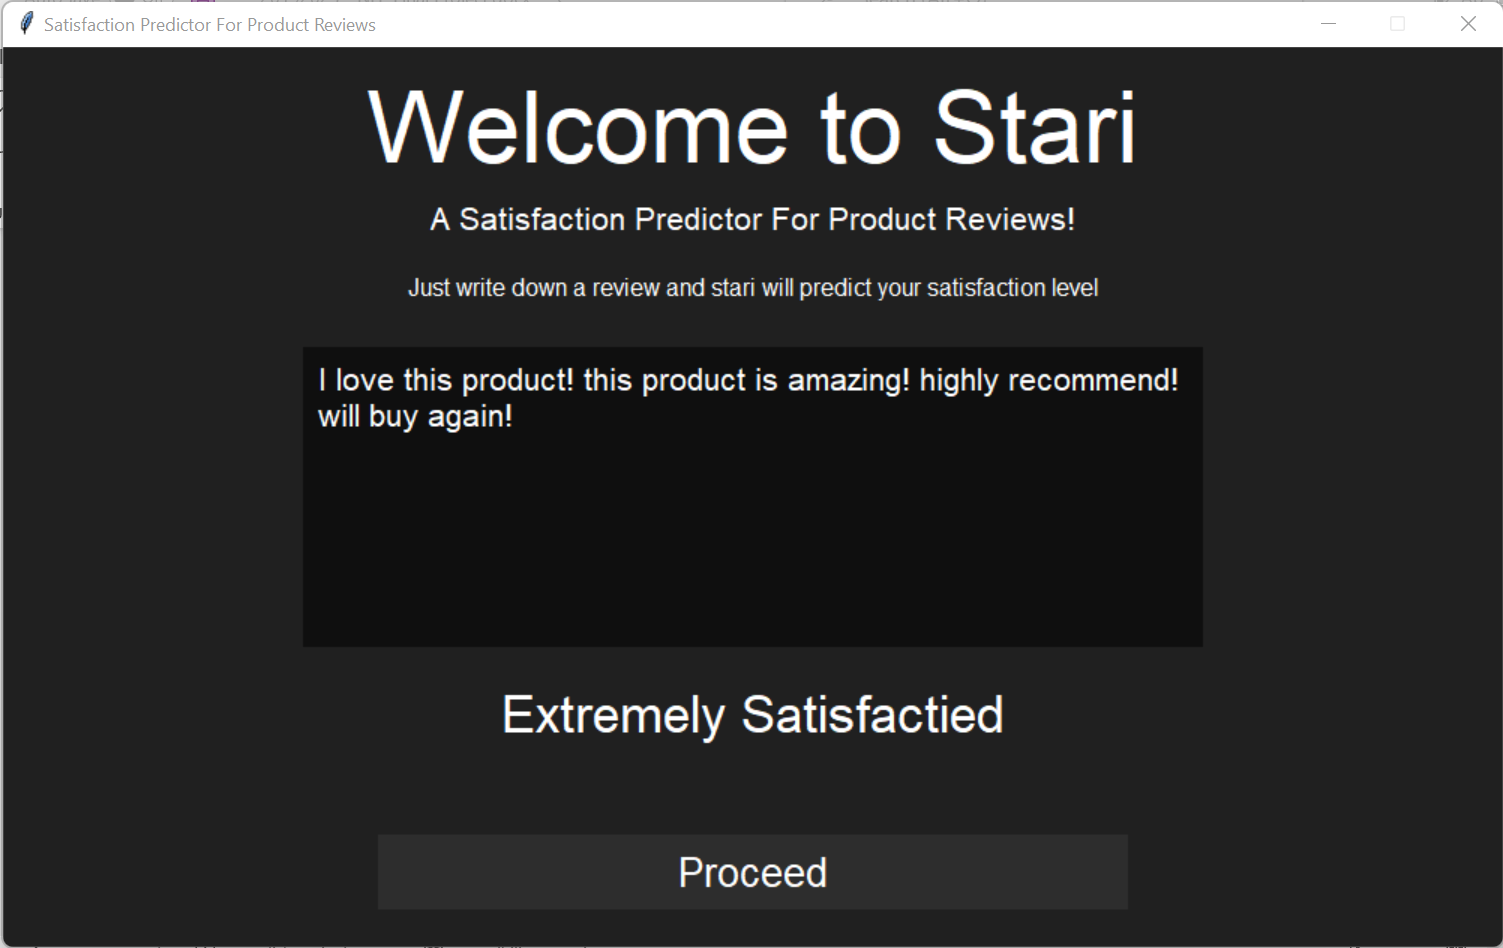 Satisfaction Predictor For Product Reviews
Welcome to Stari
A Satisfaction Predictor For Product Reviews!
Just write down a review and stari will predict your satisfaction level
I love this product! this product is amazing! highly recommend!
will buy again!
Extremely Satisfactied
Proceed